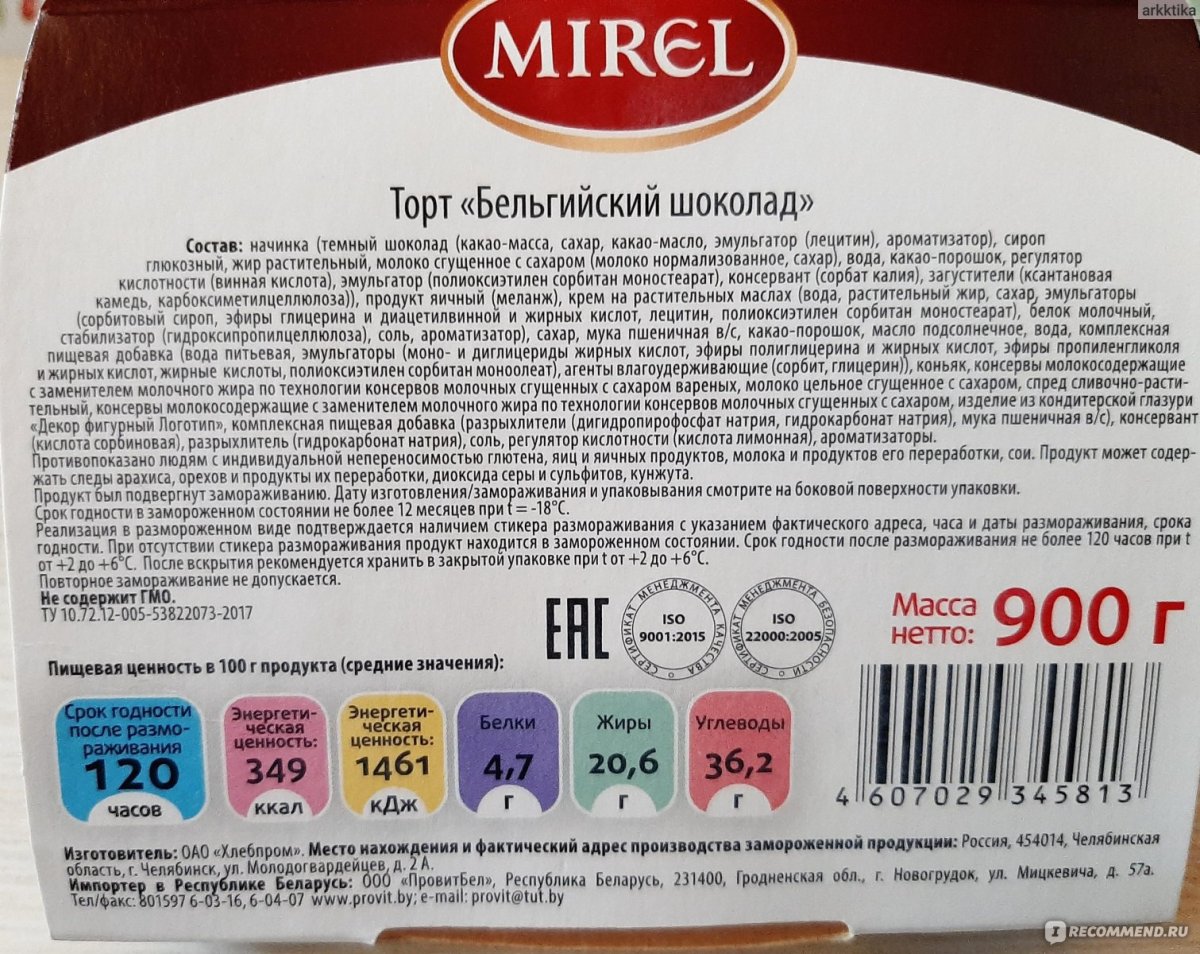 arkktika
MIREL
Торт «Бельгийский шоколад»
Состав: начинка (темный шоколад (какао-масса, сахар, какао-масло, эмульгатор (лецитин), ароматизатор), сироп
глюкозный, жир растительный, молоко сгущенное с сахаром (молоко нормализованное, сахар), вода, какао-порошок, регулятор
кислотности (винная кислота), эмульгатор (полиоксиэтилен сорбитан моностеарат), консервант (сорбат калия), загустители (ксантановая
камедь, карбоксиметилцеллюлоза)), продукт яичный (меланж), крем на растительных маслах (вода, растительный жир, сахар, эмульгаторы
(сорбитовый сироп, эфиры глицерина и диацетилвинной и жирных кислот, лецитин, полиоксиэтилен сорбитан моностеарат), белок молочный,
стабилизатор (гидроксипропилцеллюлоза), соль, ароматизатор), сахар, мука пшеничная в/с, какао-порошок, масло подсолнечное, вода, комплексная
пищевая добавка (вода питьевая, эмульгаторы (моно- и диглицериды жирных кислот, эфиры полиглицерина и жирных кислот, эфиры пропиленгликоля
и жирных кислот, жирные кислоты, полиоксиэтилен сорбитан моноолеат), агенты влагоудерживающие (сорбит, глицерин)), коньяк, консервы молокосодержащие
с заменителем молочного жира по технологии консервов молочных сгущенных с сахаром вареных, молоко цельное сгущенное с сахаром, спред сливочно-расти-
тельный, консервы молокосодержащие с заменителем молочного жира по технологии консервов молочных сгущенных с сахаром, изделие из кондитерской глазури
«Декор фигурный Логотип», комплексная пищевая добавка (разрыхлители (дигидропирофосфат натрия, гидрокарбонат натрия), мука пшеничная в/с), консервант
(кислота сорбиновая), разрыхлитель (гидрокарбонат натрия), соль, регулятор кислотности (кислота лимонная), ароматизаторы.
Противопоказано людям с индивидуальной непереносимостью глютена, яиц и яичных продуктов, молока и продуктов его переработки, сои. Продукт может содер-
жать следы арахиса, орехов и продукты их переработки, диоксида серы и сульфитов, кунжута.
Продукт был подвергнут замораживанию. Дату изготовления/замораживания и упаковывания смотрите на боковой поверхности упаковки.
Срок годности в замороженном состоянии не более 12 месяцев при t = -18°C.
Реализация в размороженном виде подтверждается наличием стикера размораживания с указанием фактического адреса, часа и даты размораживания, срока
годности. При отсутствии стикера размораживания продукт находится в замороженном состоянии. Срок годности после размораживания не более 120 часов при t
от +2 до +6°C. После вскрытия рекомендуется хранить в закрытой упаковке при t от +2 до +6°C.
Повторное замораживание не допускается.
Не содержит ГМО.
ТУ 10.72.12-005-53822073-2017
EAC
СЕРТИФИКАТ МЕНЕДЖМЕНТА КАЧЕСТВА
ISO
9001:2015
СЕРТИФИКАТ МЕНЕДЖМЕНТА БЕЗОПАСНОСТИ
ISO
22000:2005
Масса
нетто: 900 г
Пищевая ценность в 100 г продукта (средние значения):
Срок годности
после размо-
раживания
120
часов
Энергети-
ческая
ценность:
349
ккал
Энергети-
ческая
ценность:
1461
кДж
Белки
4,7
г
Жиры
20,6
г
Углеводы
36,2
г
4 607029 345813
Изготовитель: ОАО «Хлебпром». Место нахождения и фактический адрес производства замороженной продукции: Россия, 454014, Челябинская
область, г. Челябинск, ул. Молодогвардейцев, д. 2 А.
Импортер в Республике Беларусь: ООО «ПровитБел», Республика Беларусь, 231400, Гродненская обл., г. Новогрудок, ул. Мицкевича, д. 57а.
Тел/факс: 801597 6-03-16, 6-04-07 www.provit.by; e-mail: provit@tut.by
IRECOMMEND.RU